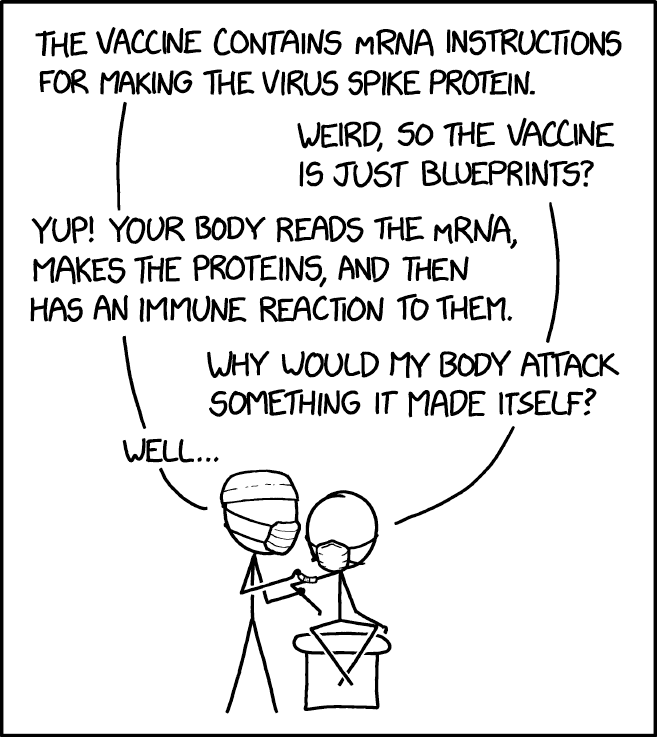 THE VACCINE CONTAINS mRNA INSTRUCTIONS
FOR MAKING THE VIRUS SPIKE PROTEIN.
WEIRD, SO THE VACCINE
IS JUST BLUEPRINTS?
YUP! YOUR BODY READS THE mRNA,
MAKES THE PROTEINS, AND THEN
HAS AN IMMUNE REACTION TO THEM.
WHY WOULD MY BODY ATTACK
SOMETHING IT MADE ITSELF?
WELL...